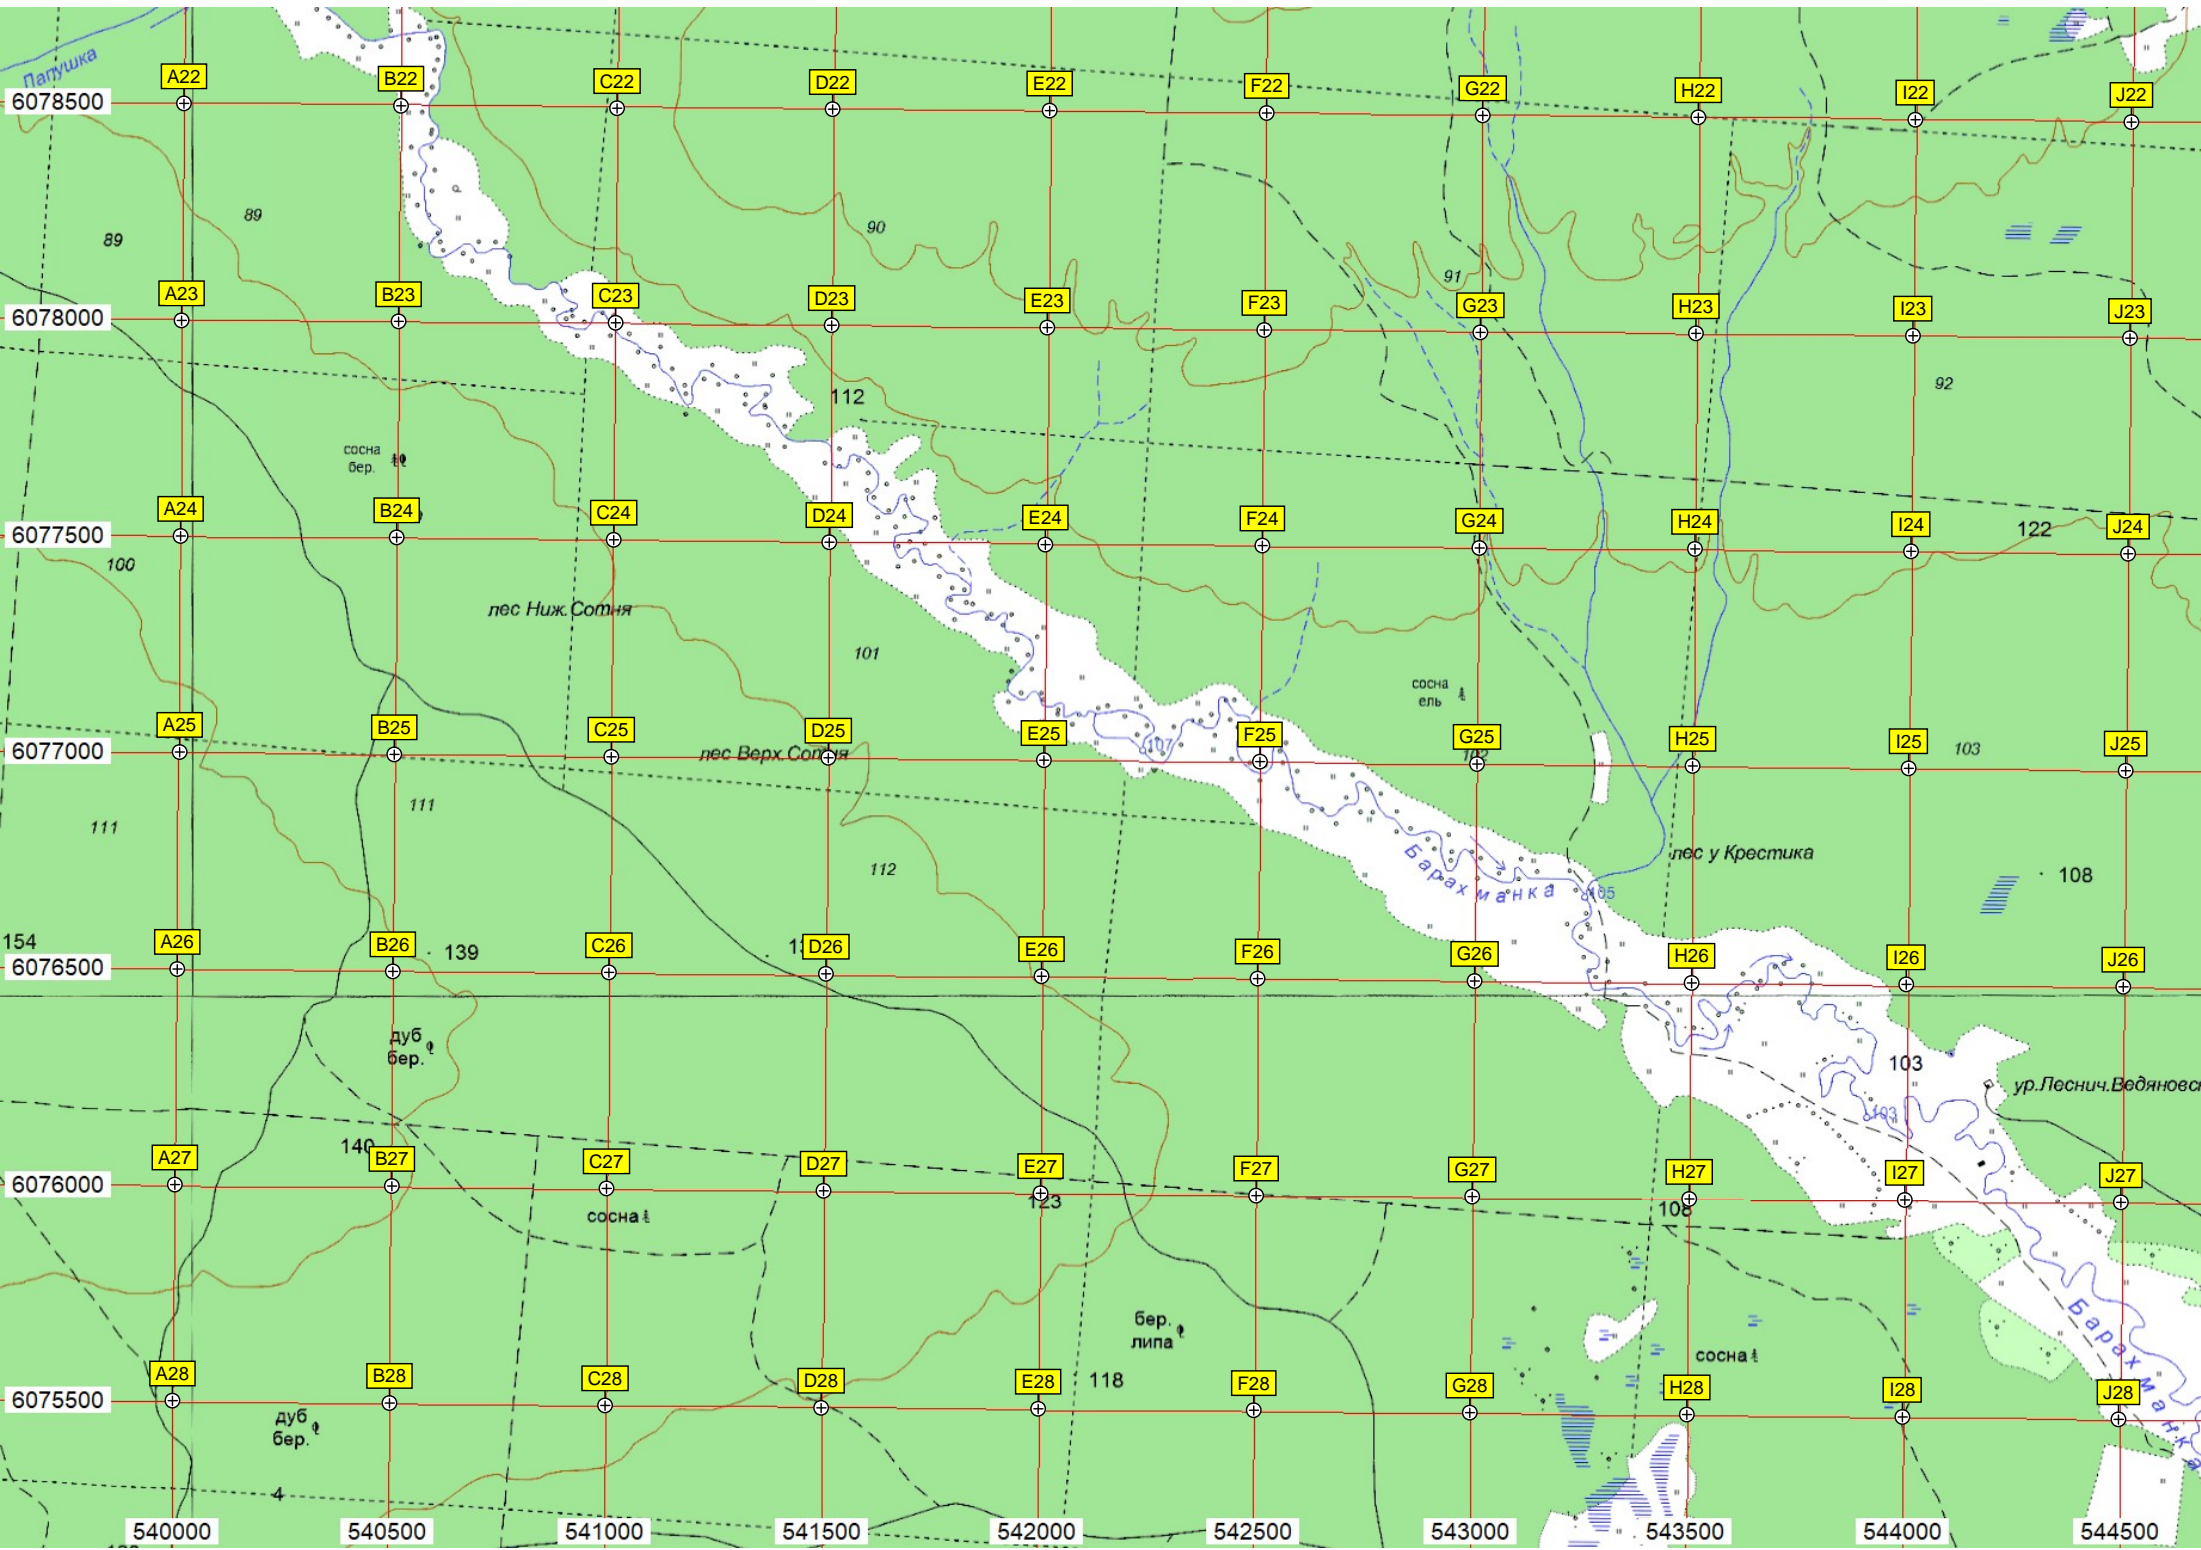 Папушка
A22 B22 C22 D22 E22 F22 G22 H22 I22 J22
6078500
89
89
90
91
A23 B23 C23 D23 E23 F23 G23 H23 I23 J23
6078000
92
112
сосна
бер.
A24 B24 C24 D24 E24 F24 G24 H24 I24 J24
6077500
122
100
лес Ниж.Сотня
101
сосна
ель
A25 B25 C25 D25 E25 F25 G25 H25 I25 J25
6077000
лес Верх.Сотня
107
102
103
111
111
112
Барахманка
105
лес у Крестика
108
154
A26 B26 C26 D26 E26 F26 G26 H26 I26 J26
139
6076500
дуб
бер.
103
ур.Леснич.Ведяновс
103
140
A27 B27 C27 D27 E27 F27 G27 H27 I27 J27
6076000
123
108
сосна
бер.
липа
Барахманка
сосна
118
A28 B28 C28 D28 E28 F28 G28 H28 I28 J28
6075500
дуб
бер.
4
540000 540500 541000 541500 542000 542500 543000 543500 544000 544500